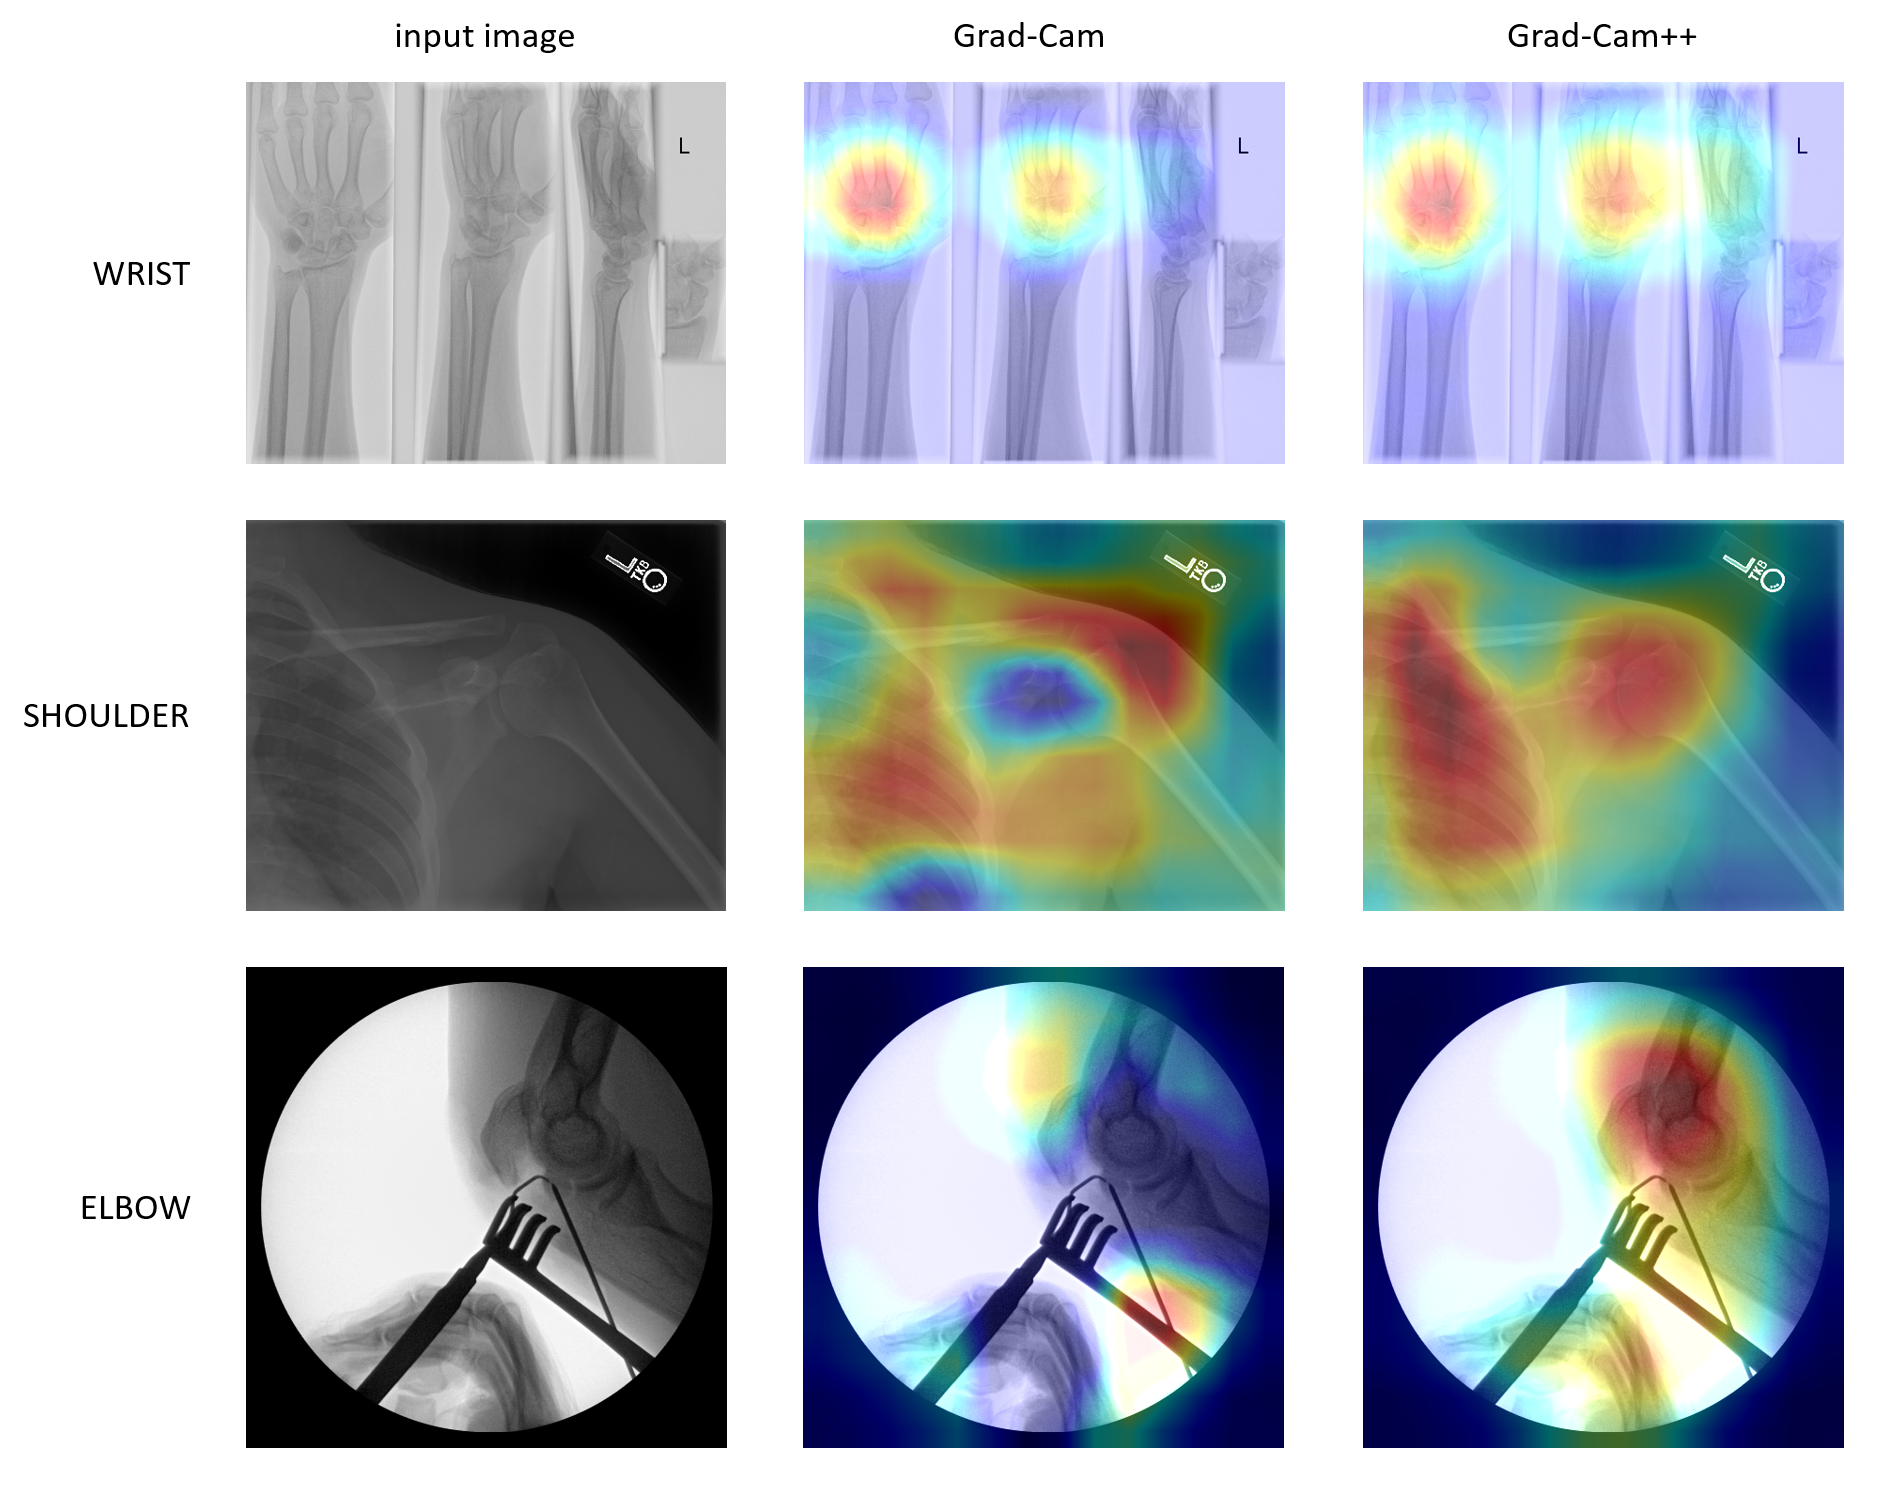 input image
Grad-Cam
Grad-Cam++
WRIST
L
L
L
SHOULDER
L
TKB
L
TKB
L
TKB
ELBOW